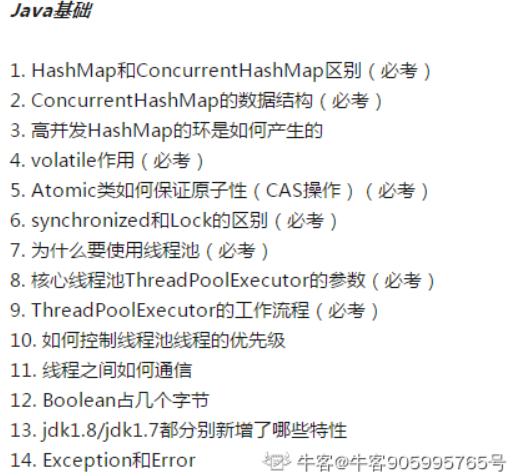 Java基础
1. HashMap和ConcurrentHashMap区别（必考）
2. ConcurrentHashMap的数据结构（必考）
3. 高并发HashMap的环是如何产生的
4. volatile作用（必考）
5. Atomic类如何保证原子性（CAS操作）（必考）
6. synchronized和Lock的区别（必考）
7. 为什么要使用线程池（必考）
8. 核心线程池ThreadPoolExecutor的参数（必考）
9. ThreadPoolExecutor的工作流程（必考）
10. 如何控制线程池线程的优先级
11. 线程之间如何通信
12. Boolean占几个字节
13. jdk1.8/jdk1.7都分别新增了哪些特性
14. Exception和Error
牛客@牛客905995765号